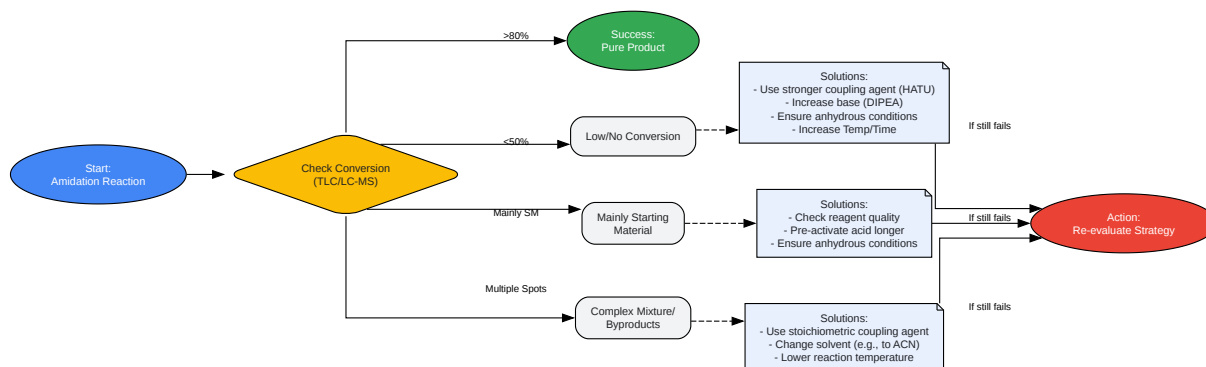 >80%
Success:
Pure Product
Solutions:
- Use stronger coupling agent (HATU)
- Increase base (DIPEA)
- Ensure anhydrous conditions
- Increase Temp/Time
If still fails
<50%
Low/No Conversion
Start:
Amidation Reaction
Check Conversion
(TLC/LC-MS)
Mainly SM
Mainly Starting
Material
Solutions:
- Check reagent quality
- Pre-activate acid longer
- Ensure anhydrous conditions
If still fails
Action:
Re-evaluate Strategy
Multiple Spots
Complex Mixture/
Byproducts
Solutions:
- Use stoichiometric coupling agent
- Change solvent (e.g., to ACN)
- Lower reaction temperature
If still fails